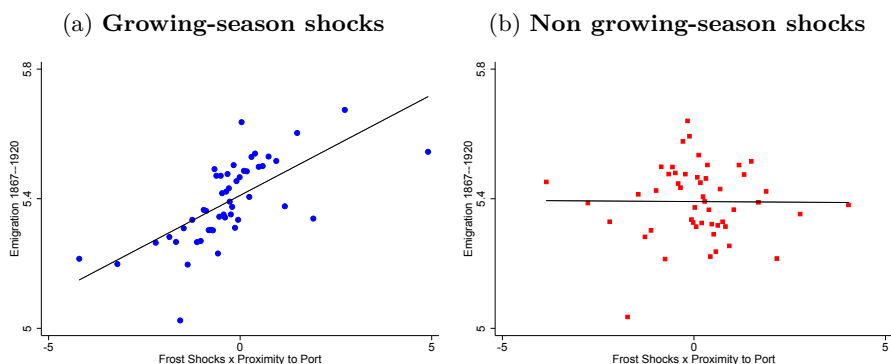 (a) Growing-season shocks
5.8
5.4
5
Emigration 1867--1920
-5 0 5
Frost Shocks x Proximity to Port
(b) Non growing-season shocks
5.8
5.4
5
Emigration 1867--1920
-5 0 5
Frost Shocks x Proximity to Port